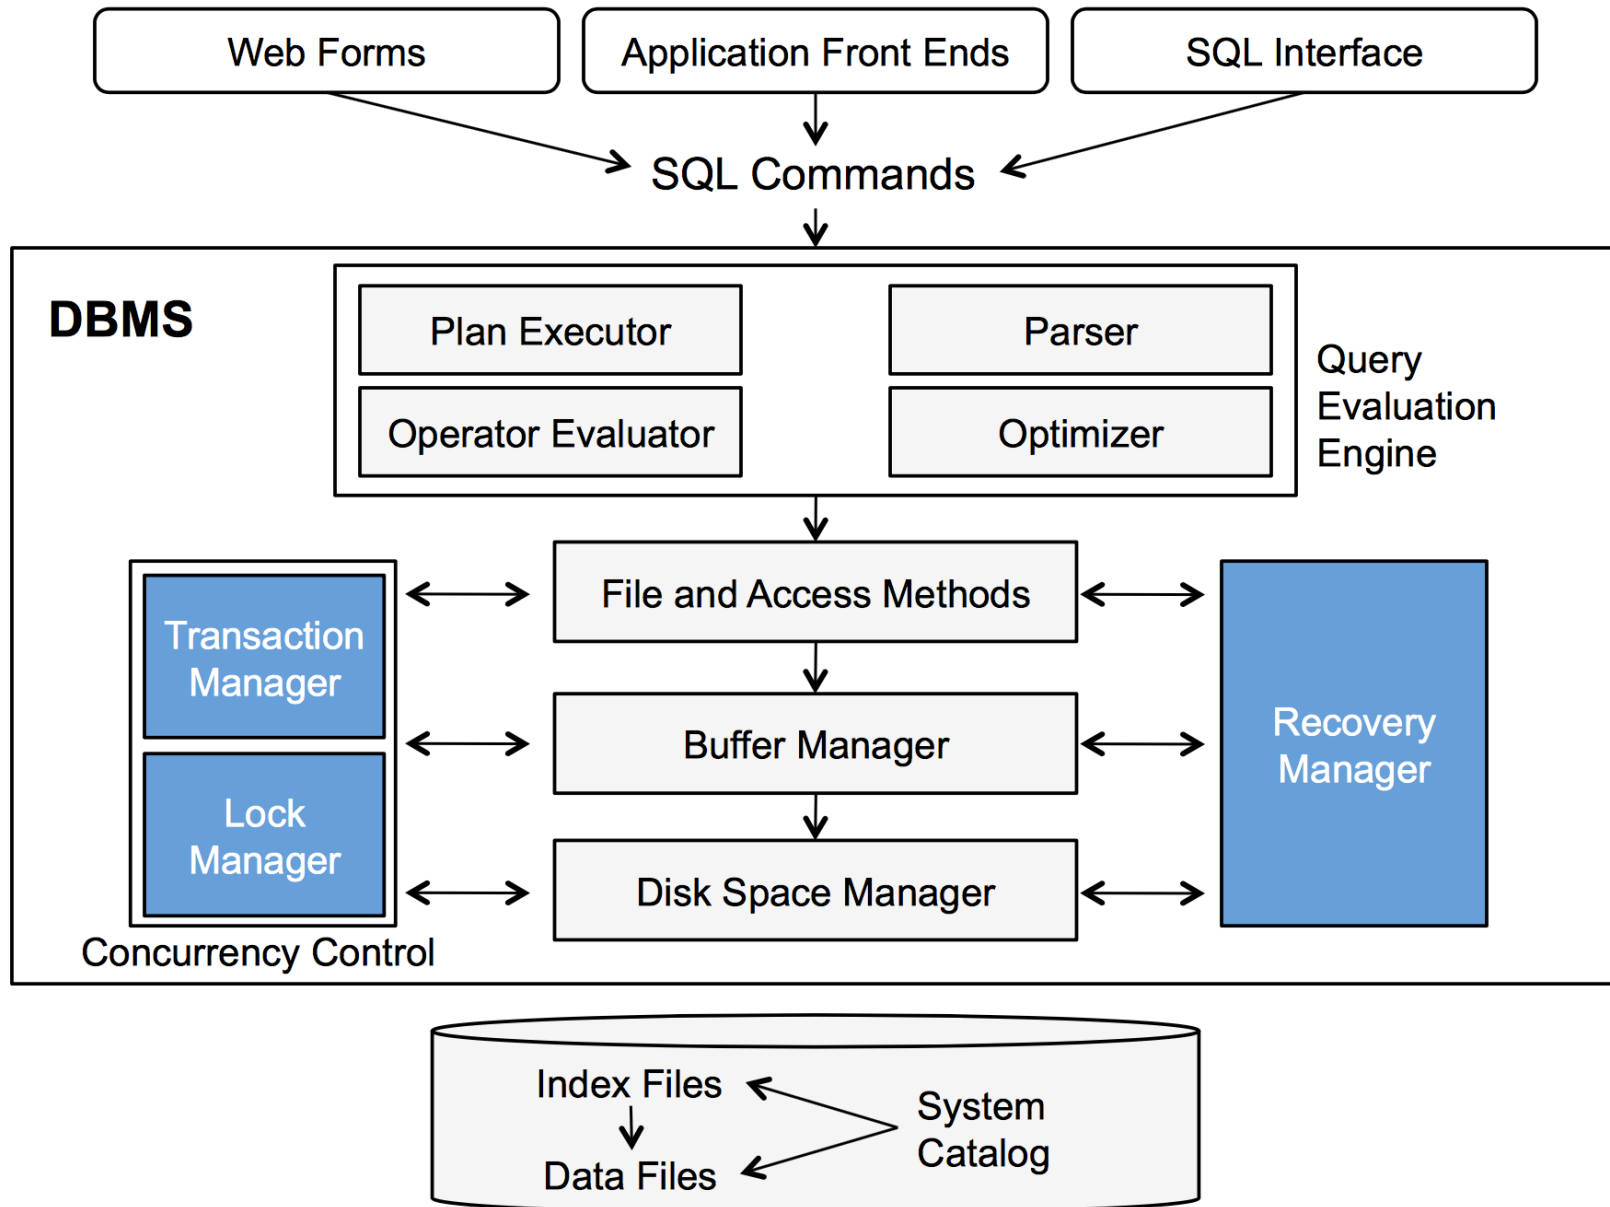 Web Forms
Application Front Ends
SQL Interface
SQL Commands
DBMS
Plan Executor
Parser
Operator Evaluator
Optimizer
Query
Evaluation
Engine
File and Access Methods
Transaction
Manager
Buffer Manager
Recovery
Manager
Lock
Manager
Disk Space Manager
Concurrency Control
Index Files
System
Catalog
Data Files